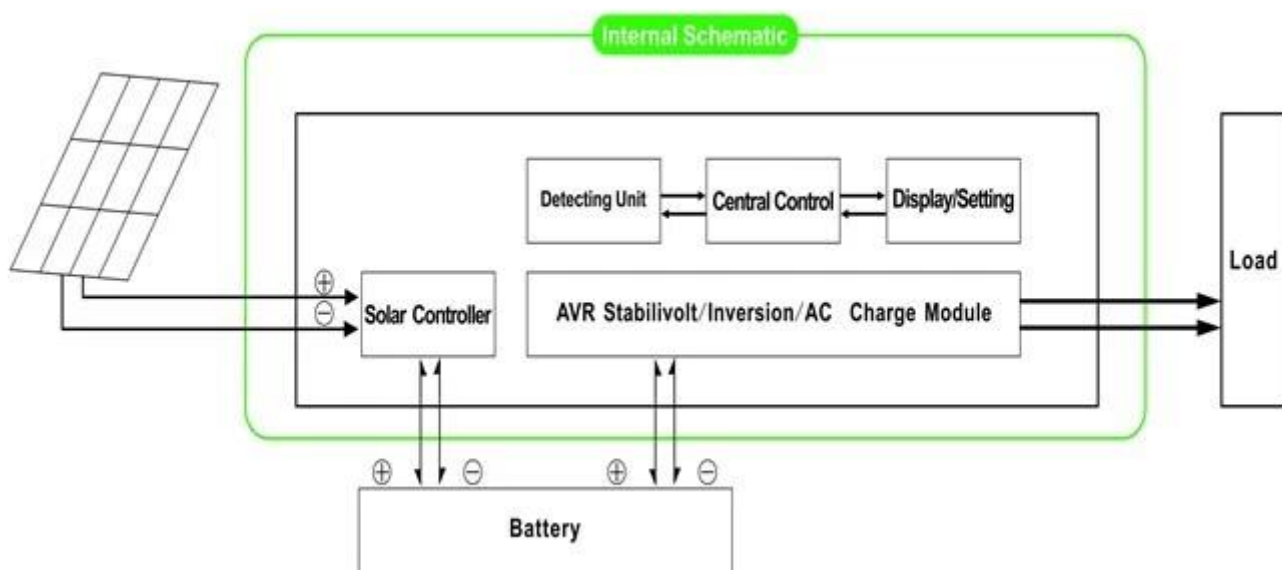 Internal Schematic
Detecting Unit
Central Control
Display/Setting
Load
⊕
⊖
Solar Controller
AVR Stabilivolt/Inversion/AC Charge Module
⊕ ⊖ ⊕ ⊖
Battery